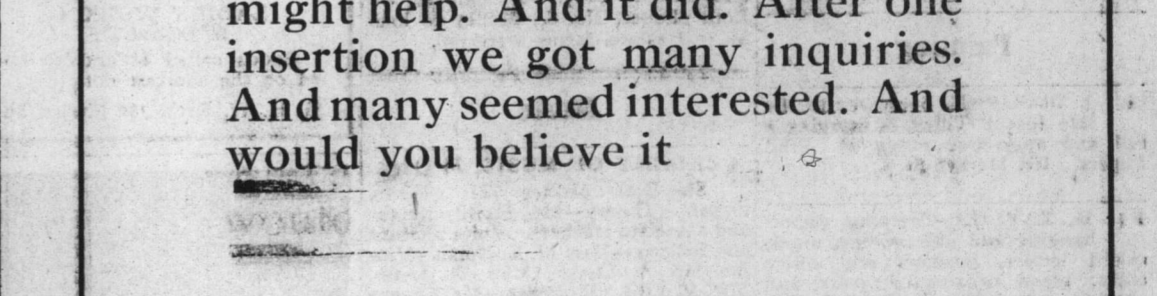 might help. And it did. After one
insertion we got many inquiries.
And many seemed interested. And
would you believe it